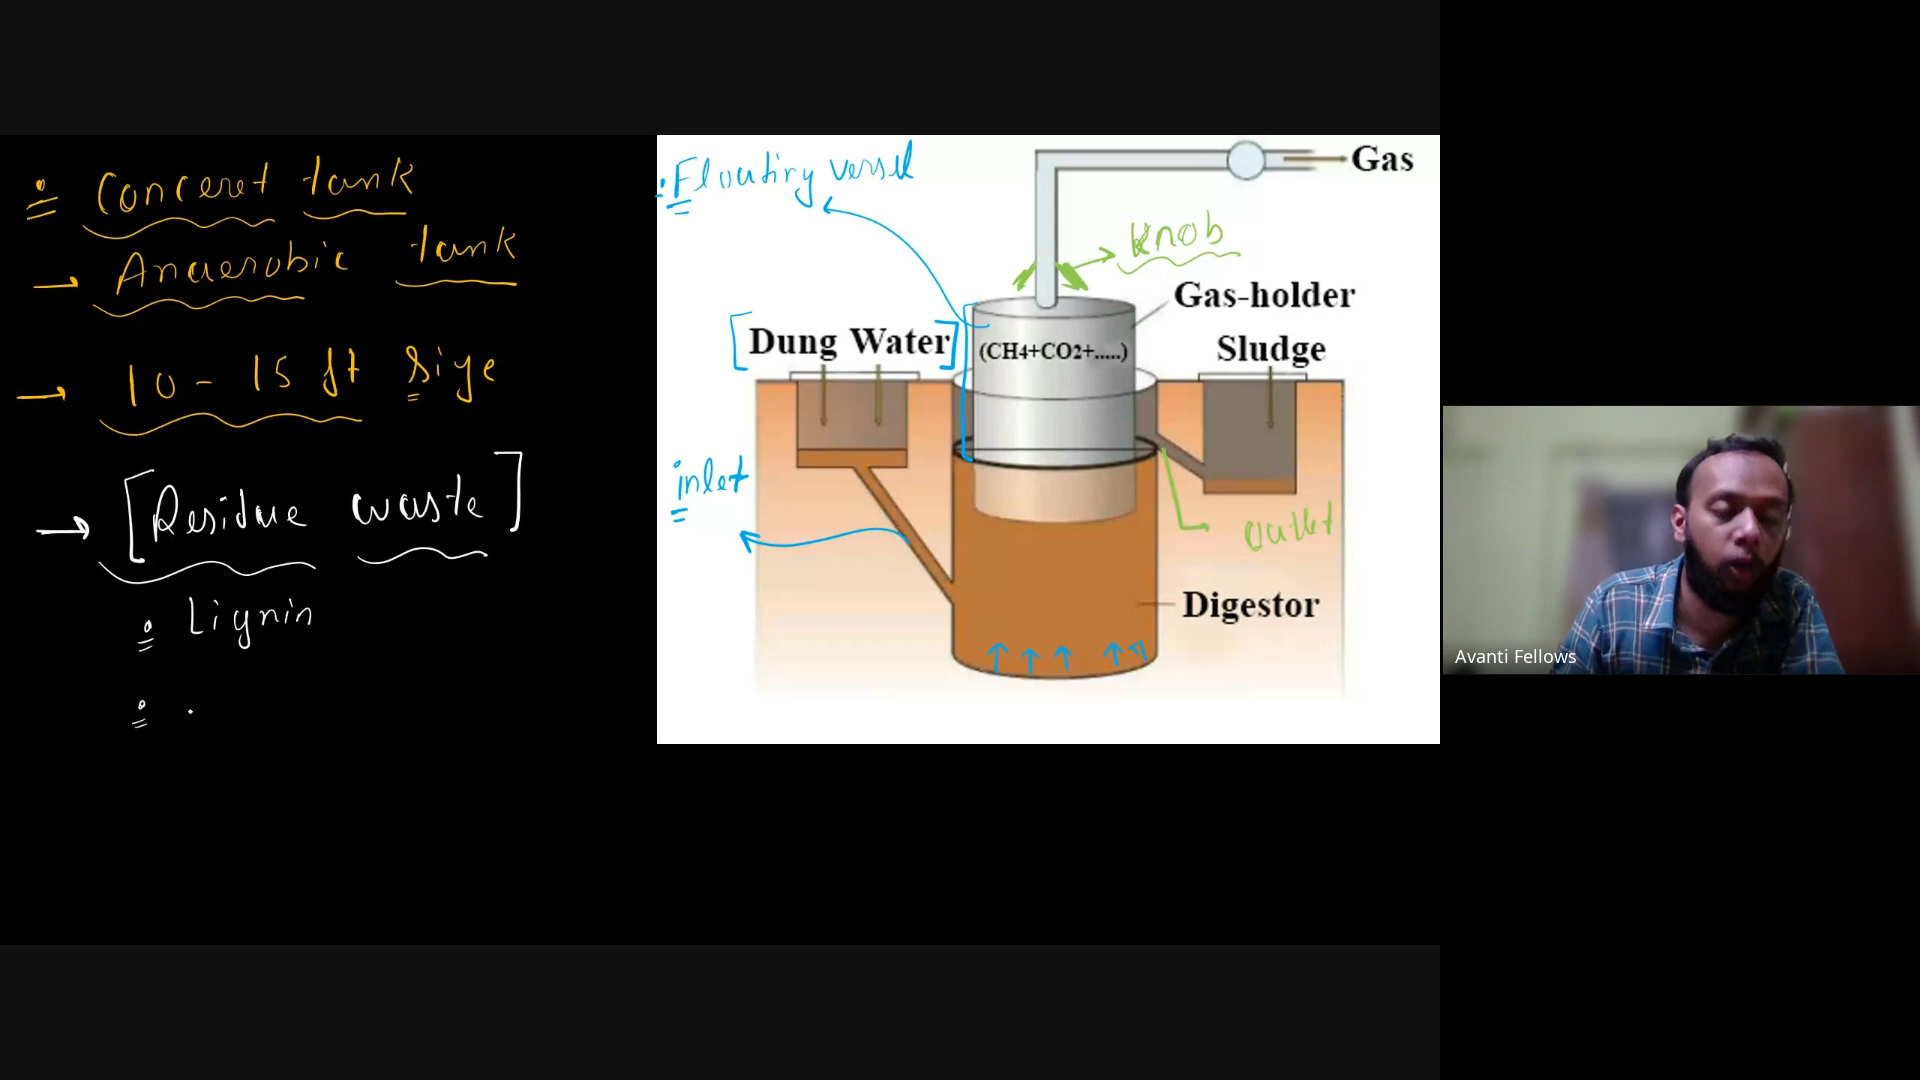 Conceret tank
→ Anaerobic tank
→ 10 - 15 ft size
→ [Residue waste]
Lignin
Floating vessel
Gas
knob
Gas-holder
[Dung Water]
(CH4+CO2+.....)
Sludge
inlet
outlet
Digestor
Avanti Fellows